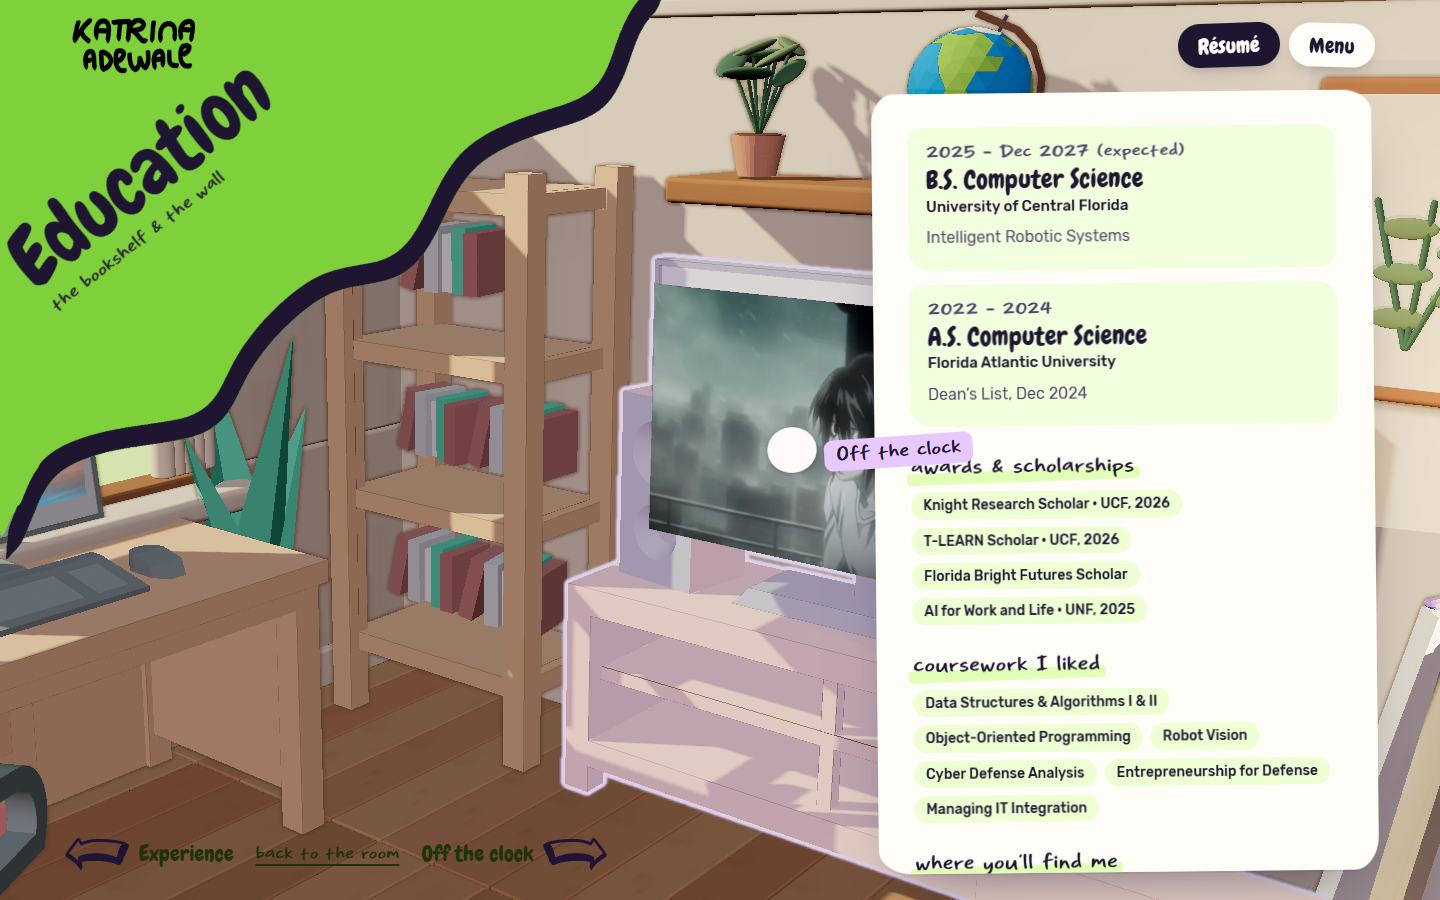 KATRINA
ADEWALE
Education
the bookshelf & the wall
Résumé
Menu
2025 – Dec 2027 (expected)
B.S. Computer Science
University of Central Florida
Intelligent Robotic Systems
2022 – 2024
A.S. Computer Science
Florida Atlantic University
Dean's List, Dec 2024
Off the clock
awards & scholarships
Knight Research Scholar • UCF, 2026
T-LEARN Scholar • UCF, 2026
Florida Bright Futures Scholar
AI for Work and Life • UNF, 2025
coursework I liked
Data Structures & Algorithms I & II
Object-Oriented Programming
Robot Vision
Cyber Defense Analysis
Entrepreneurship for Defense
Managing IT Integration
where you'll find me
Experience
back to the room
Off the clock